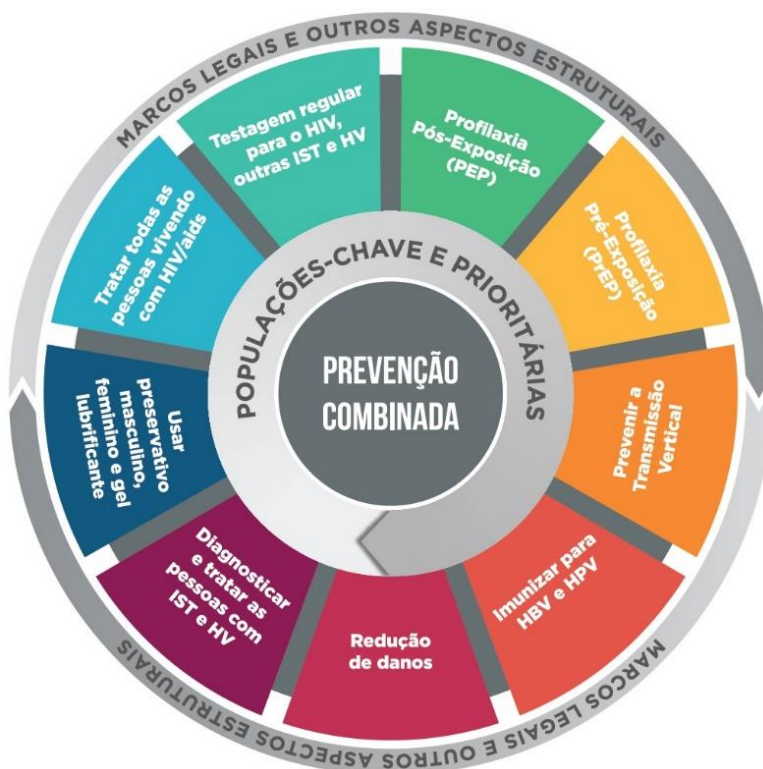 MARCOS LEGAIS E OUTROS ASPECTOS ESTRUTURAIS
Testagem regular
para o HIV,
outras IST e HV
Profilaxia
Pós-Exposição
(PEP)
Profilaxia
Pré-Exposição
(PrEP)
Prevenir a
Transmissão
Vertical
Imunizar para
HBV e HPV
Redução
de danos
Diagnosticar
e tratar as
pessoas com
IST e HV
Usar
preservativo
masculino,
feminino e gel
lubrificante
Tratar todas as
pessoas vivendo
com HIV/aids
POPULAÇÕES-CHAVE E PRIORITÁRIAS
PREVENÇÃO
COMBINADA
MARCOS LEGAIS E OUTROS ASPECTOS ESTRUTURAIS